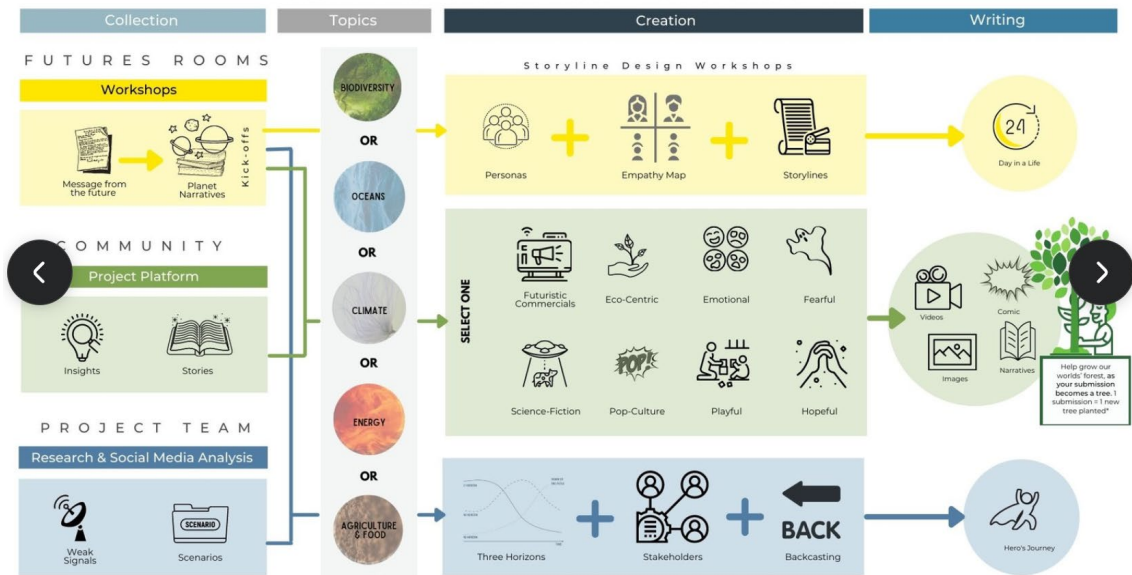 Collection
Topics
Creation
Writing
FUTURES ROOMS
Workshops
Message from
the future
Planet
Narratives
Kick-offs
COMMUNITY
Project Platform
Insights
Stories
PROJECT TEAM
Research & Social Media Analysis
Weak
Signals
SCENARIO
Scenarios
BIODIVERSITY
OR
OCEANS
OR
CLIMATE
OR
ENERGY
OR
AGRICULTURE
& FOOD
Storyline Design Workshops
Personas
Empathy Map
Storylines
SELECT ONE
Futuristic
Commercials
Eco-Centric
Emotional
Fearful
Science-Fiction
POP!
Pop-Culture
Playful
Hopeful
Three Horizons
Stakeholders
BACK
Backcasting
24
Day in a Life
Videos
Comic
Images
Narratives
Help grow our
worlds' forest, as
your submission
becomes a tree. 1
submission = 1 new
tree planted*
Hero's Journey